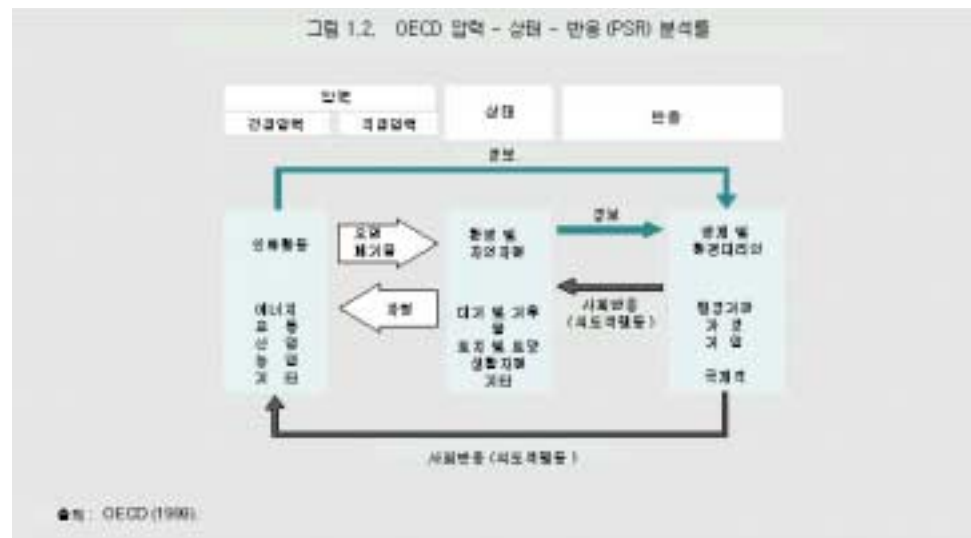 그림 1.2. OECD 압력 - 상태 - 반응 (PSR) 분석틀
압력
간접압력 직접압력
상태
반응
정보
인류활동
에너지
교통
산업
농업
기타
오염
폐기물
자원
환경 및
자연자원
대기 및 기후
물
토지 및 토양
생활자원
기타
정보
사회반응
(의도적활동)
경제 및
환경대리인
행정기관
가정
기업
국제적
사회반응 (의도적활동)
출처 : OECD (1998).